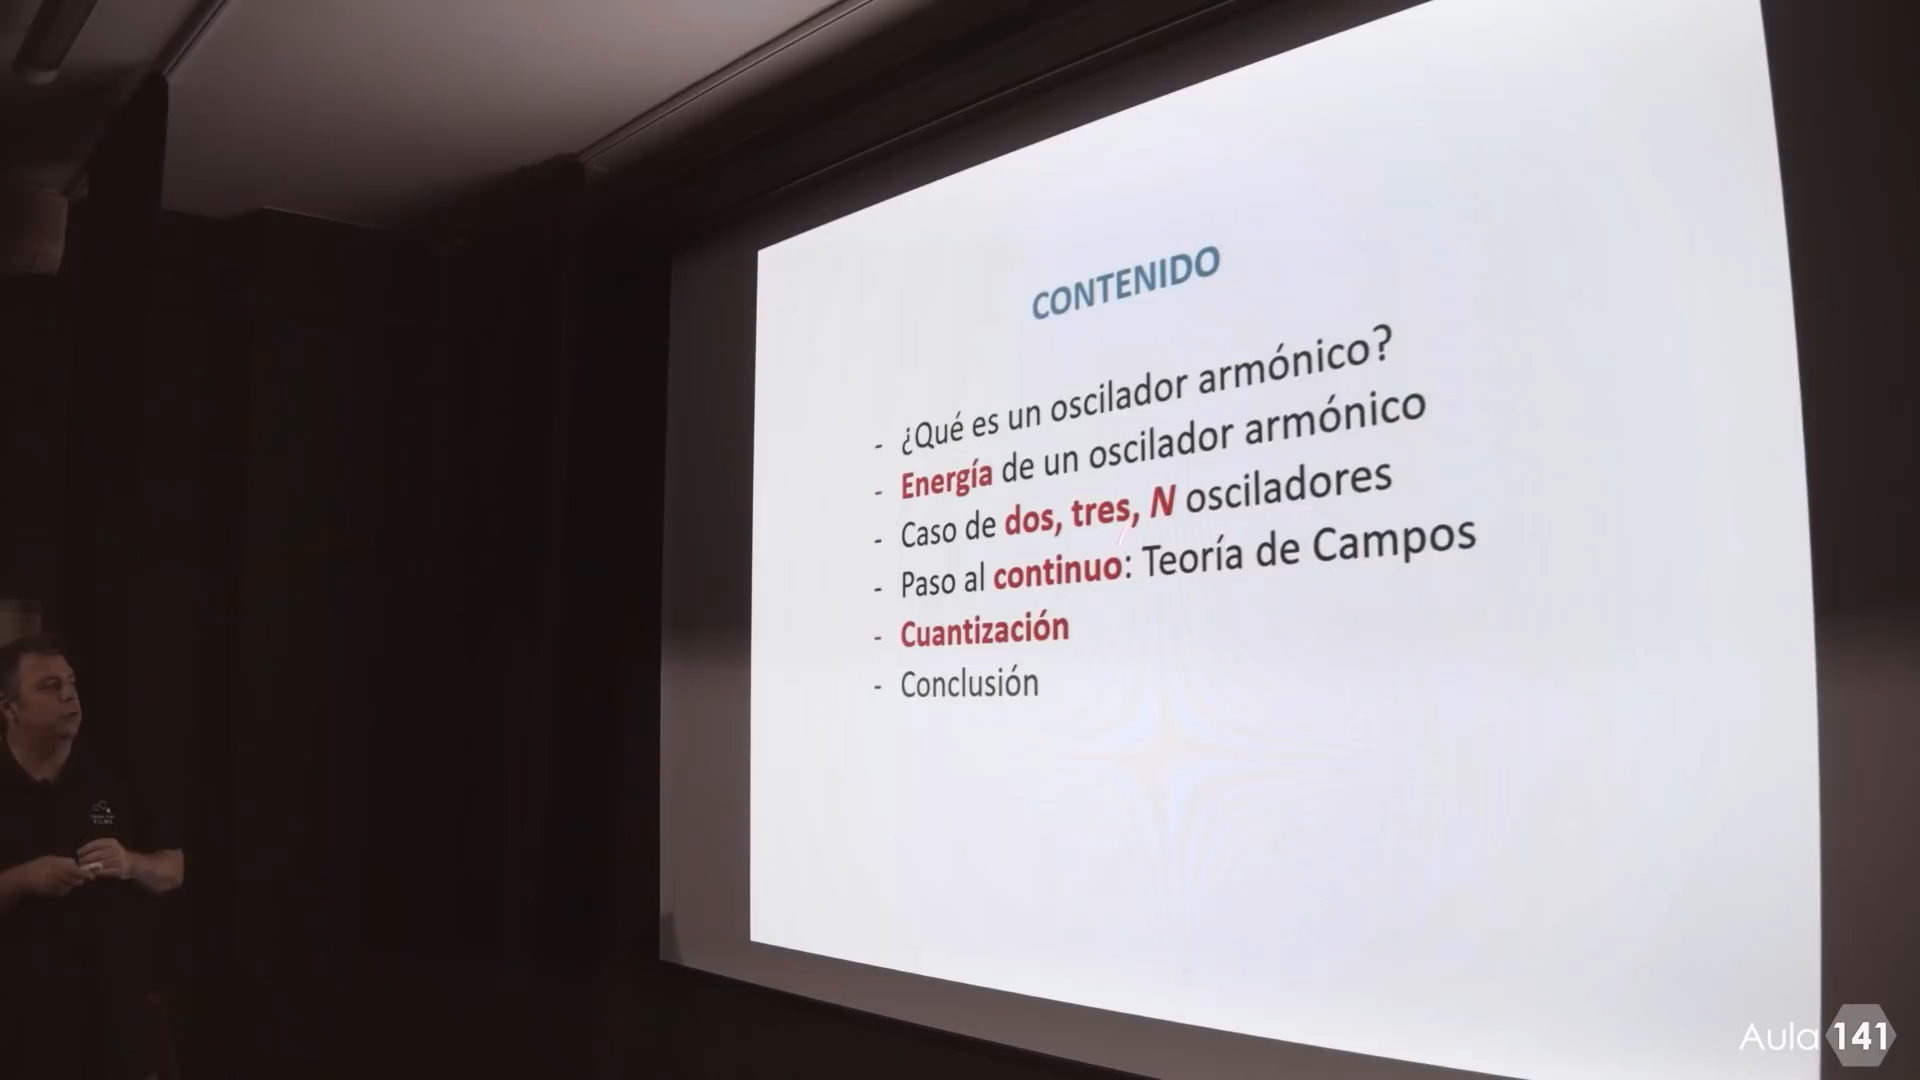 CONTENIDO
- ¿Qué es un oscilador armónico?
- Energía de un oscilador armónico
- Caso de dos, tres, N osciladores
- Paso al continuo: Teoría de Campos
- Cuantización
- Conclusión
Aula 141